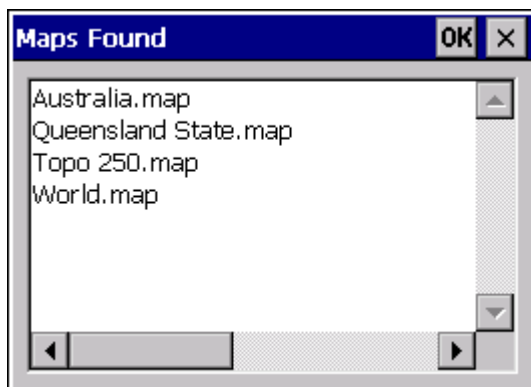 Maps Found OK
Australia.map
Queensland State.map
Topo 250.map
World.map